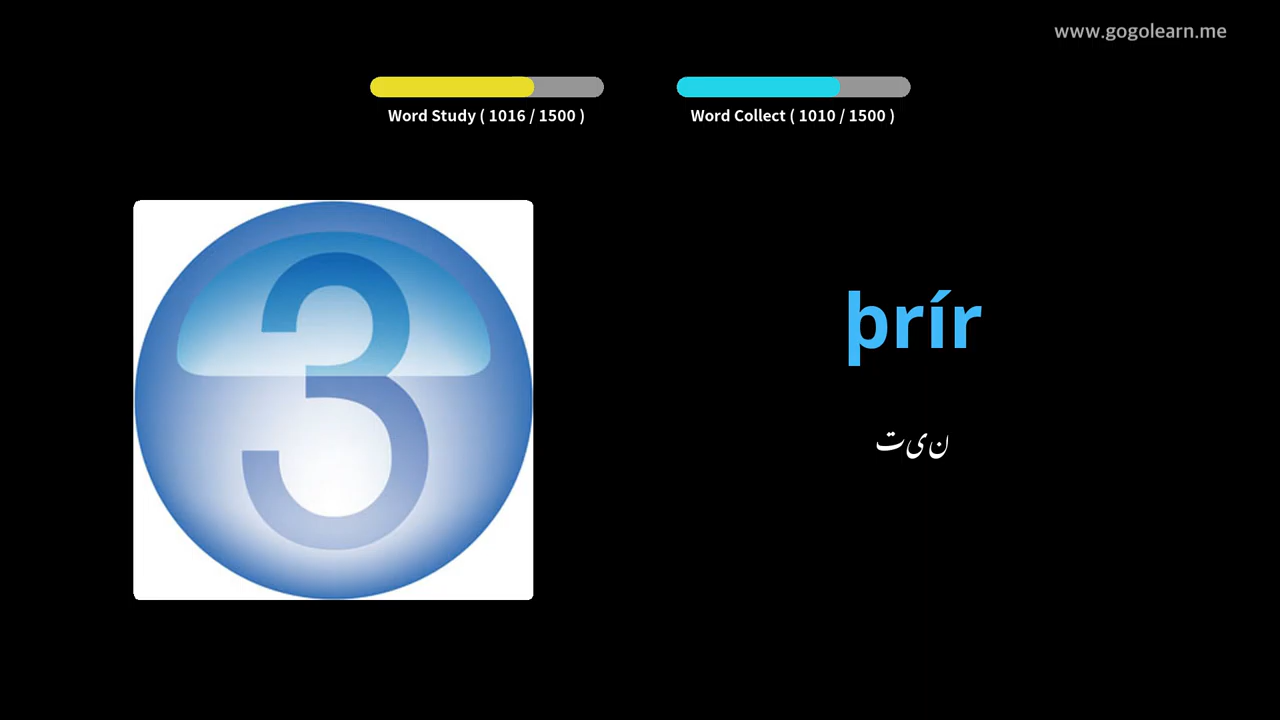 www.gogolearn.me
Word Study ( 1016 / 1500 )
Word Collect ( 1010 / 1500 )
3
þrír
تین